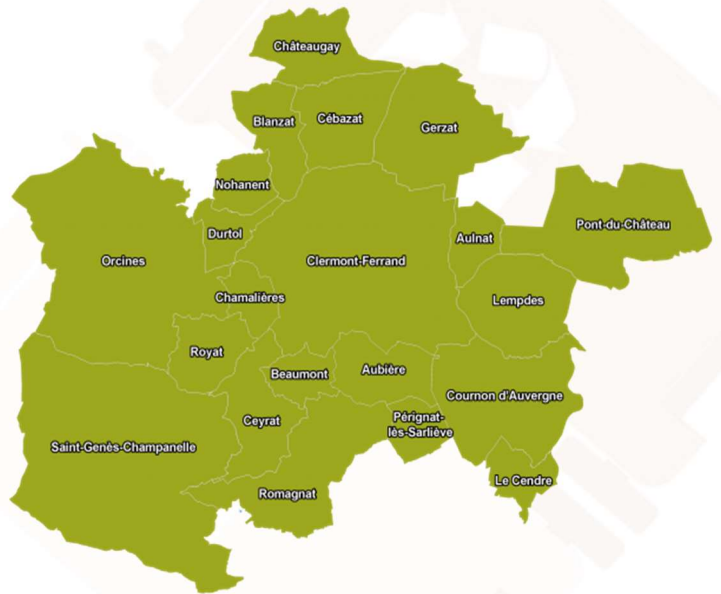 Châteaugay
Blanzat
Cébazat
Gerzat
Nohanent
Durtol
Aulnat
Pont-du-Château
Orcines
Clermont-Ferrand
Chamalières
Lempdes
Royat
Beaumont
Aubière
Cournon d'Auvergne
Saint-Genès-Champanelle
Ceyrat
Pérignat-
lès-Sarliève
Romagnat
Le Cendre